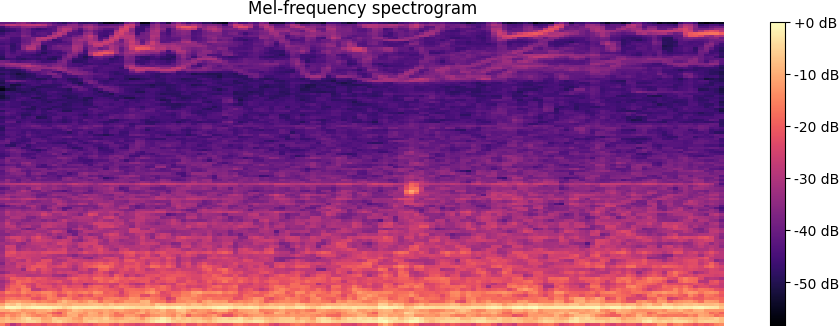 Mel-frequency spectrogram
+0 dB
-10 dB
-20 dB
-30 dB
-40 dB
-50 dB